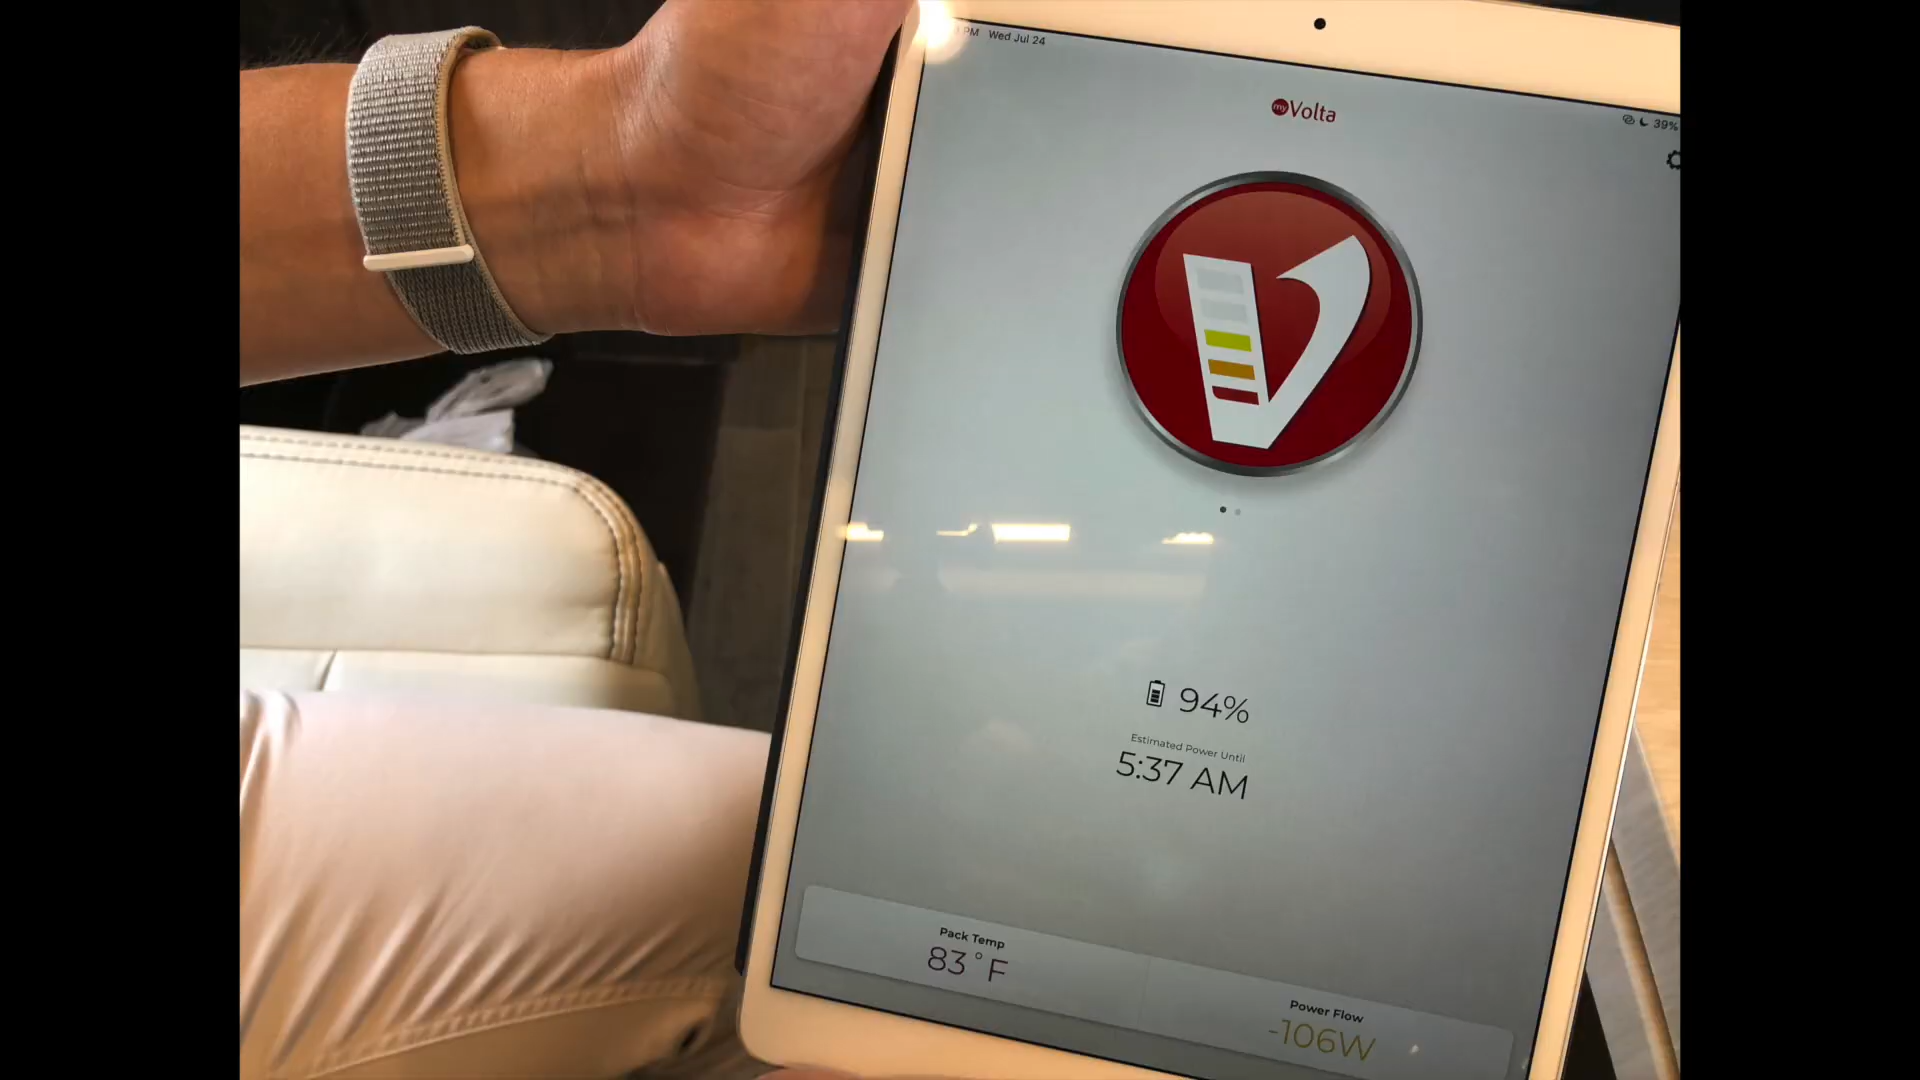 PM Wed Jul 24
myVolta
39%
94%
Estimated Power Until
5:37 AM
Pack Temp
83°F
Power Flow
-106W